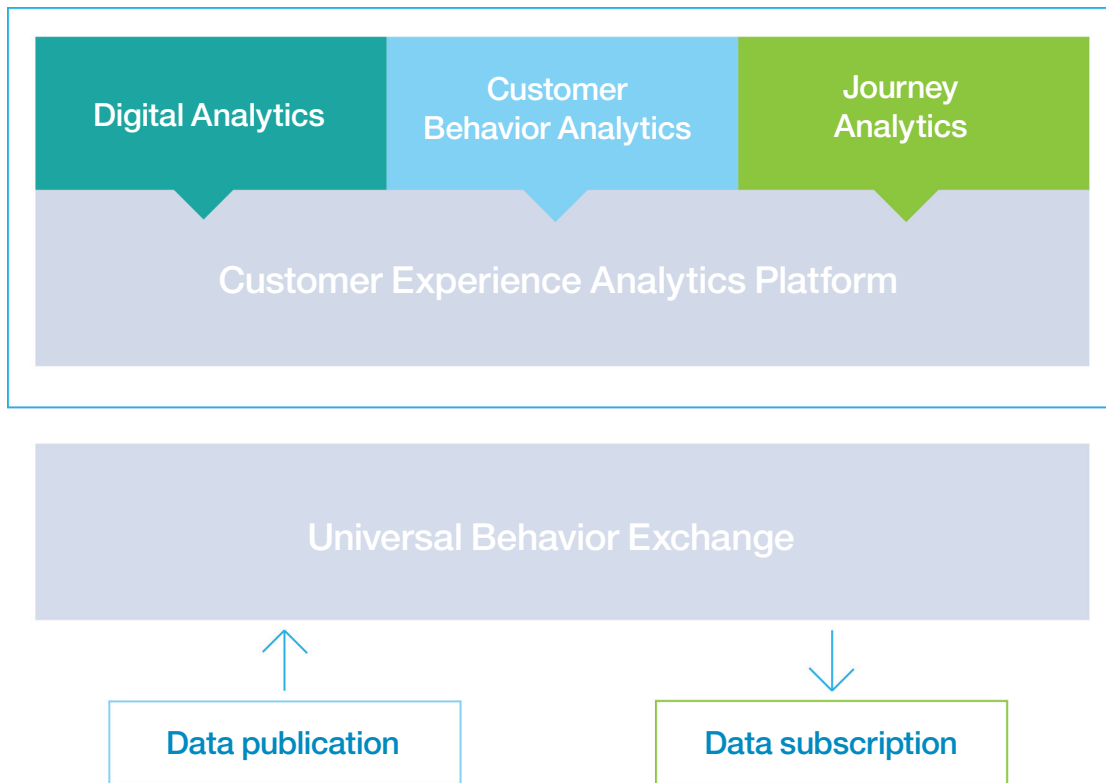 Digital Analytics
Customer
Behavior Analytics
Journey
Analytics
Customer Experience Analytics Platform
Universal Behavior Exchange
Data publication
Data subscription